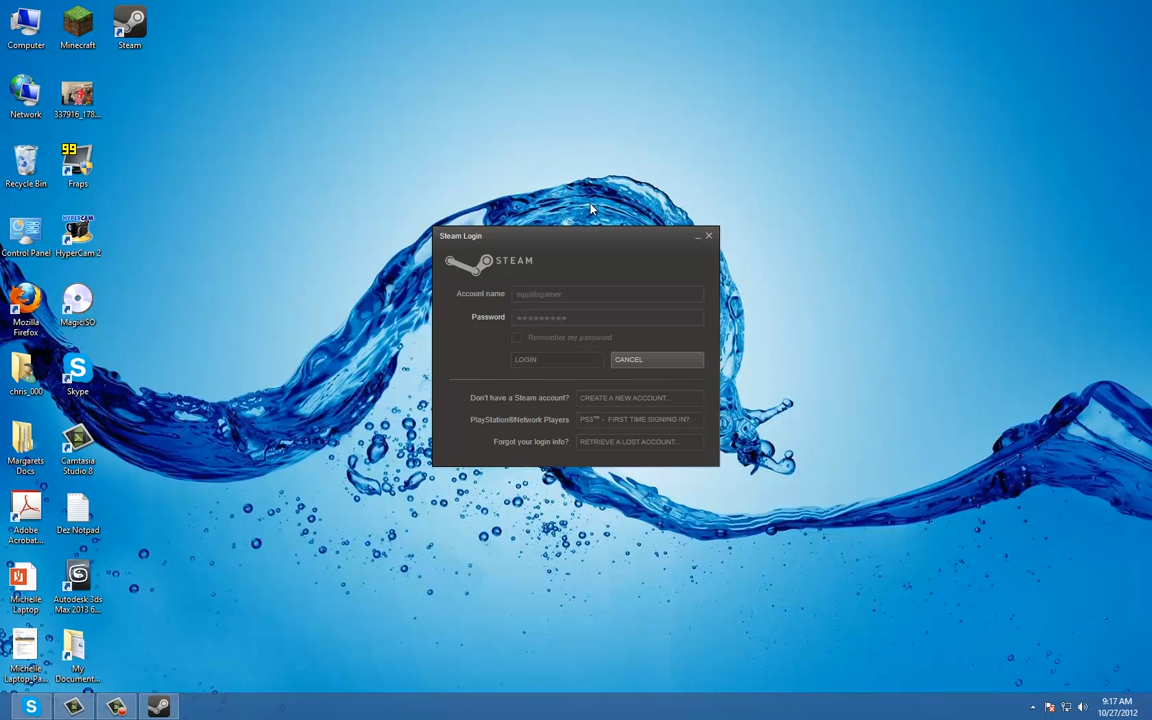 Computer
Minecraft
Steam
Network
337916_178...
99
Recycle Bin
Fraps
HYPERCAM
Control Panel
HyperCam 2
Mozilla
Firefox
MagicISO
chris_000
Skype
Margarets
Docs
Camtasia
Studio 8
Adobe
Acrobat...
Dez Notpad
Michelle
Laptop
Autodesk 3ds
Max 2013 6...
Michelle
Laptop_Pa...
My
Document...
Steam Login
STEAM
Account name
Password
*********
Remember my password
LOGIN
CANCEL
Don't have a Steam account?
CREATE A NEW ACCOUNT...
PlayStation®Network Players
PS3™ - FIRST TIME SIGNING IN?
Forgot your login info?
RETRIEVE A LOST ACCOUNT...
9:17 AM
10/27/2012